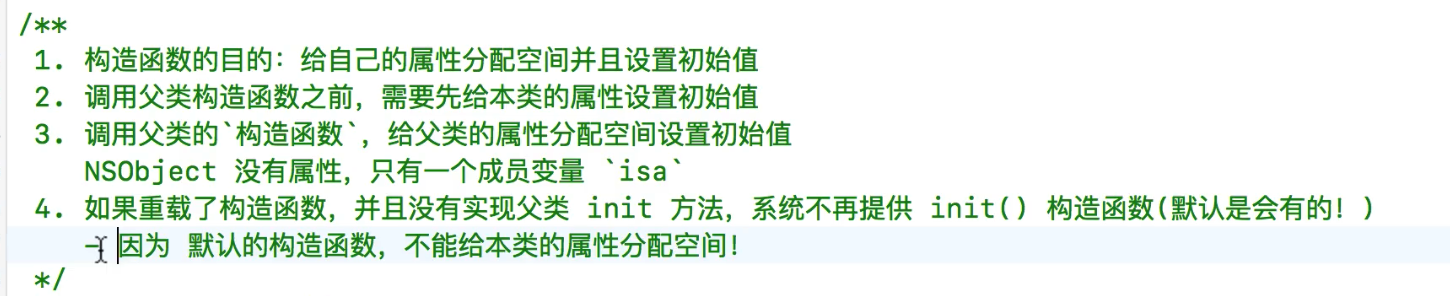 /**
1. 构造函数的目的：给自己的属性分配空间并且设置初始值
2. 调用父类构造函数之前，需要先给本类的属性设置初始值
3. 调用父类的`构造函数`，给父类的属性分配空间设置初始值
NSObject 没有属性，只有一个成员变量 `isa`
4. 如果重载了构造函数，并且没有实现父类 init 方法，系统不再提供 init() 构造函数(默认是会有的！)
- 因为 默认的构造函数，不能给本类的属性分配空间！
*/